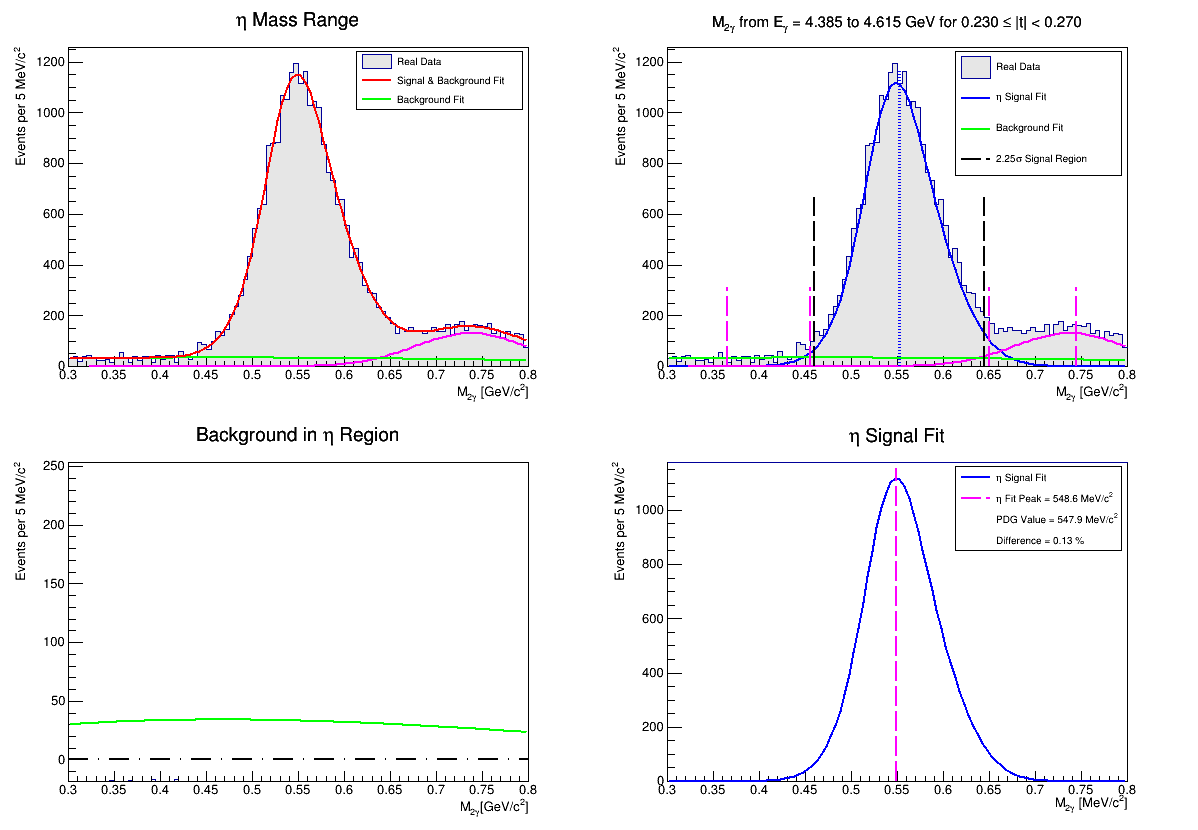 η Mass Range
Events per 5 MeV/c²
1200
1000
800
600
400
200
0
Real Data
Signal & Background Fit
Background Fit
0.3 0.35 0.4 0.45 0.5 0.55 0.6 0.65 0.7 0.75 0.8
M₂γ [GeV/c²]
M₂γ from Eγ = 4.385 to 4.615 GeV for 0.230 ≤ |t| < 0.270
Events per 5 MeV/c²
1200
1000
800
600
400
200
0
Real Data
η Signal Fit
Background Fit
2.25σ Signal Region
0.3 0.35 0.4 0.45 0.5 0.55 0.6 0.65 0.7 0.75 0.8
M₂γ [GeV/c²]
Background in η Region
Events per 5 MeV/c²
250
200
150
100
50
0
0.3 0.35 0.4 0.45 0.5 0.55 0.6 0.65 0.7 0.75 0.8
M₂γ[GeV/c²]
η Signal Fit
Events per 5 MeV/c²
1000
800
600
400
200
0
η Signal Fit
η Fit Peak = 548.6 MeV/c²
PDG Value = 547.9 MeV/c²
Difference = 0.13 %
0.3 0.35 0.4 0.45 0.5 0.55 0.6 0.65 0.7 0.75 0.8
M₂γ [MeV/c²]